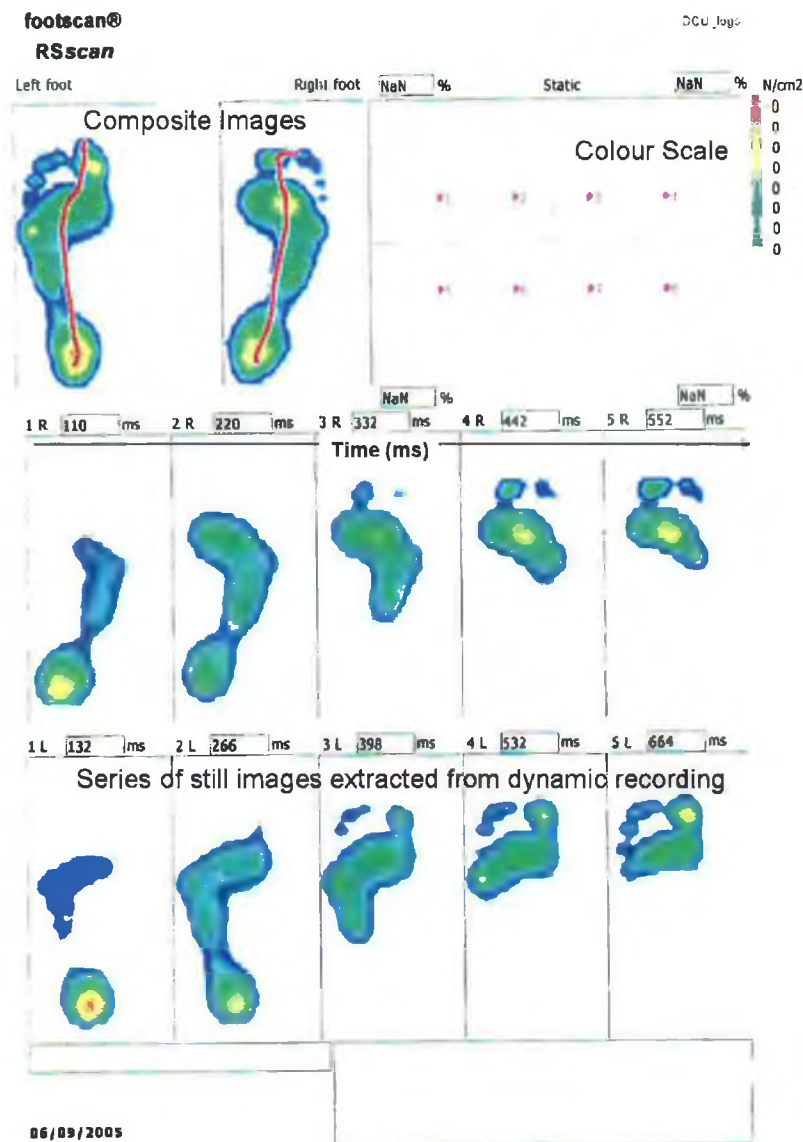 footscan®
RSscan
DCU_logo
Left foot
Right foot
NaN %
Static
NaN %
N/cm2
Composite Images
Colour Scale
0
0
0
0
0
0
0
0
NaN %
NaN %
1 R 110 ms
2 R 220 ms
3 R 332 ms
4 R 442 ms
5 R 552 ms
Time (ms)
1 L 132 ms
2 L 266 ms
3 L 398 ms
4 L 532 ms
5 L 664 ms
Series of still images extracted from dynamic recording
06/09/2005